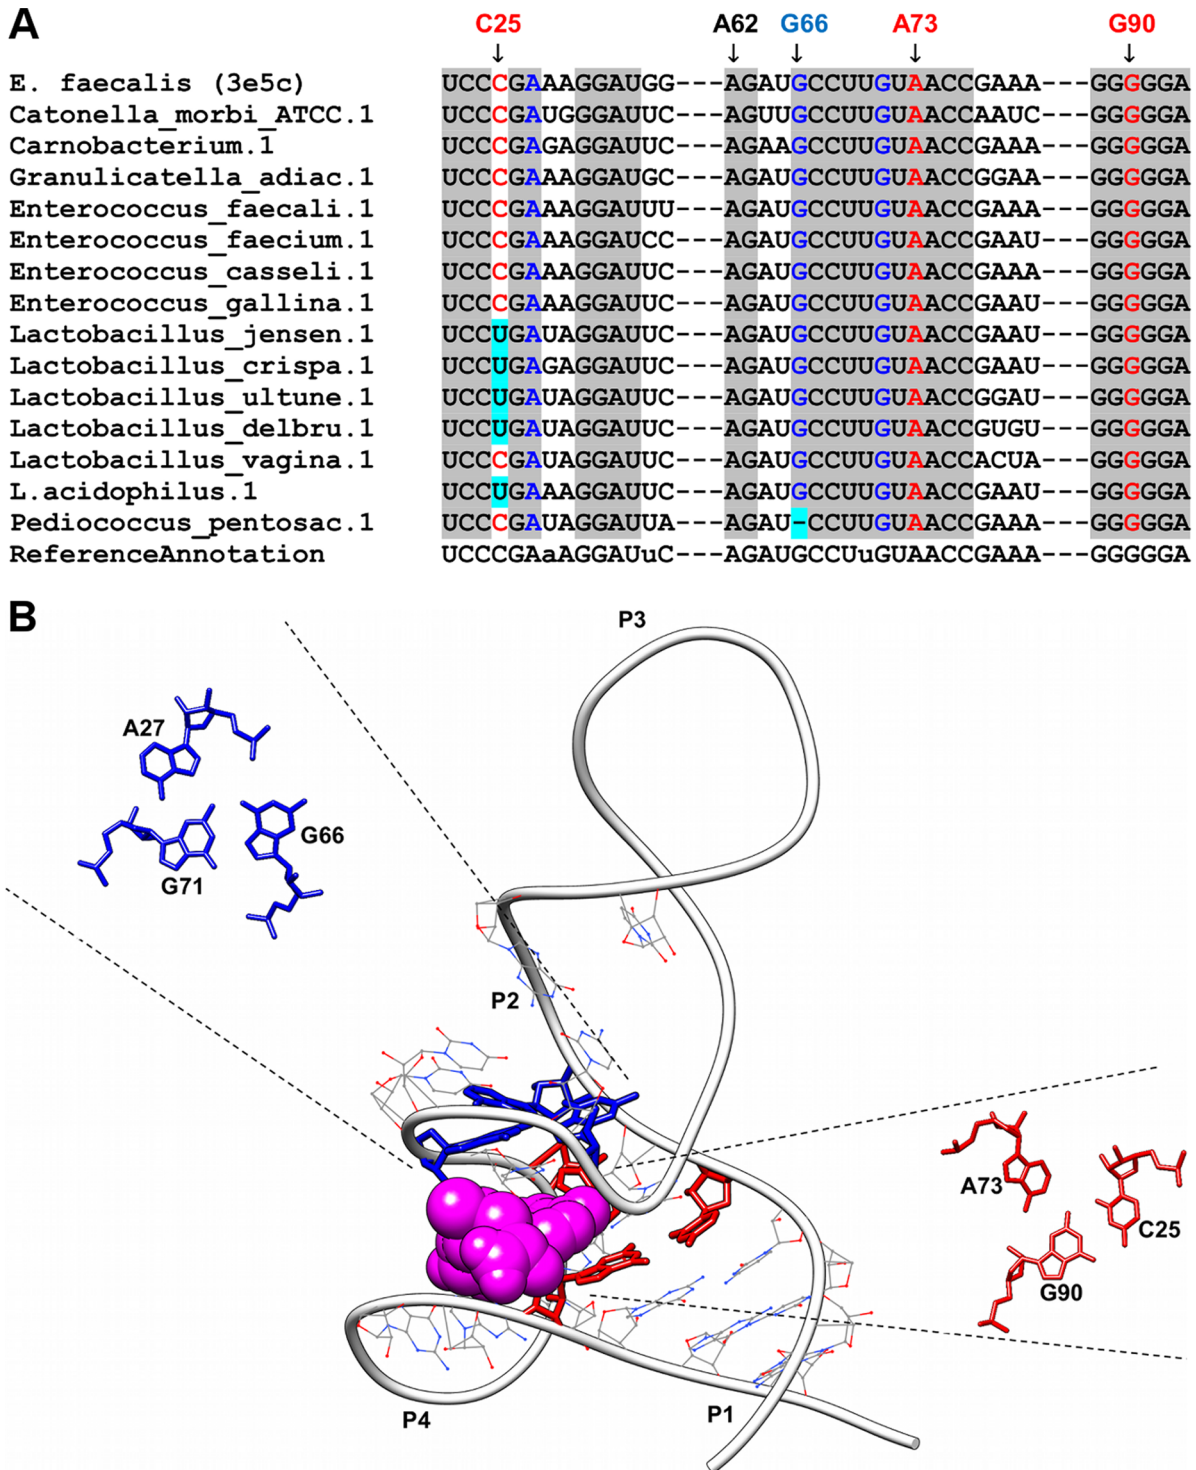 A
C25 A62 G66 A73 G90
E. faecalis (3e5c) UCCCGAAAGGAUGG---AGAUGCCUUGUAACCGAAA---GGGGGA
Catonella_morbi_ATCC.1 UCCCGAUGGGAUUC---AGUUGCCUUGUAACCAAUC---GGGGGA
Carnobacterium.1 UCCCGAGAGGAUUC---AGAAGCCUUGUAACCGAAA---GGGGGA
Granulicatella_adiac.1 UCCCGAAAGGAUGC---AGAUGCCUUGUAACCGGAA---GGGGGA
Enterococcus_faecali.1 UCCCGAAAGGAUUU---AGAUGCCUUGUAACCGAAA---GGGGGA
Enterococcus_faecium.1 UCCCGAAAGGAUCC---AGAUGCCUUGUAACCGAAU---GGGGGA
Enterococcus_casseli.1 UCCCGAAAGGAUUC---AGAUGCCUUGUAACCGAAA---GGGGGA
Enterococcus_gallina.1 UCCCGAAAGGAUUC---AGAUGCCUUGUAACCGAAU---GGGGGA
Lactobacillus_jensen.1 UCCUGAUAGGAUUC---AGAUGCCUUGUAACCGAAU---GGGGGA
Lactobacillus_crispa.1 UCCUGAGAGGAUUC---AGAUGCCUUGUAACCGAAU---GGGGGA
Lactobacillus_ultune.1 UCCUGAUAGGAUUC---AGAUGCCUUGUAACCGGAU---GGGGGA
Lactobacillus_delbru.1 UCCUGAUAGGAUUC---AGAUGCCUUGUAACCGUGU---GGGGGA
Lactobacillus_vagina.1 UCCCGAUAGGAUUC---AGAUGCCUUGUAACCACUA---GGGGGA
L.acidophilus.1 UCCUGAAAGGAUUC---AGAUGCCUUGUAACCGAAU---GGGGGA
Pediococcus_pentosac.1 UCCCGAUAGGAUUA---AGAU-CCUUGUAACCGAAA---GGGGGA
ReferenceAnnotation UCCCGAaAGGAUuC---AGAUGCCUuGUAACCGAAA---GGGGGA
B
P3
A27
G66
G71
P2
A73
C25
G90
P4
P1